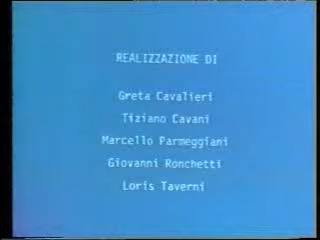 REALIZZAZIONE DI
Greta Cavalieri
Tiziano Cavani
Marcello Parmeggiani
Giovanni Ronchetti
Loris Taverni